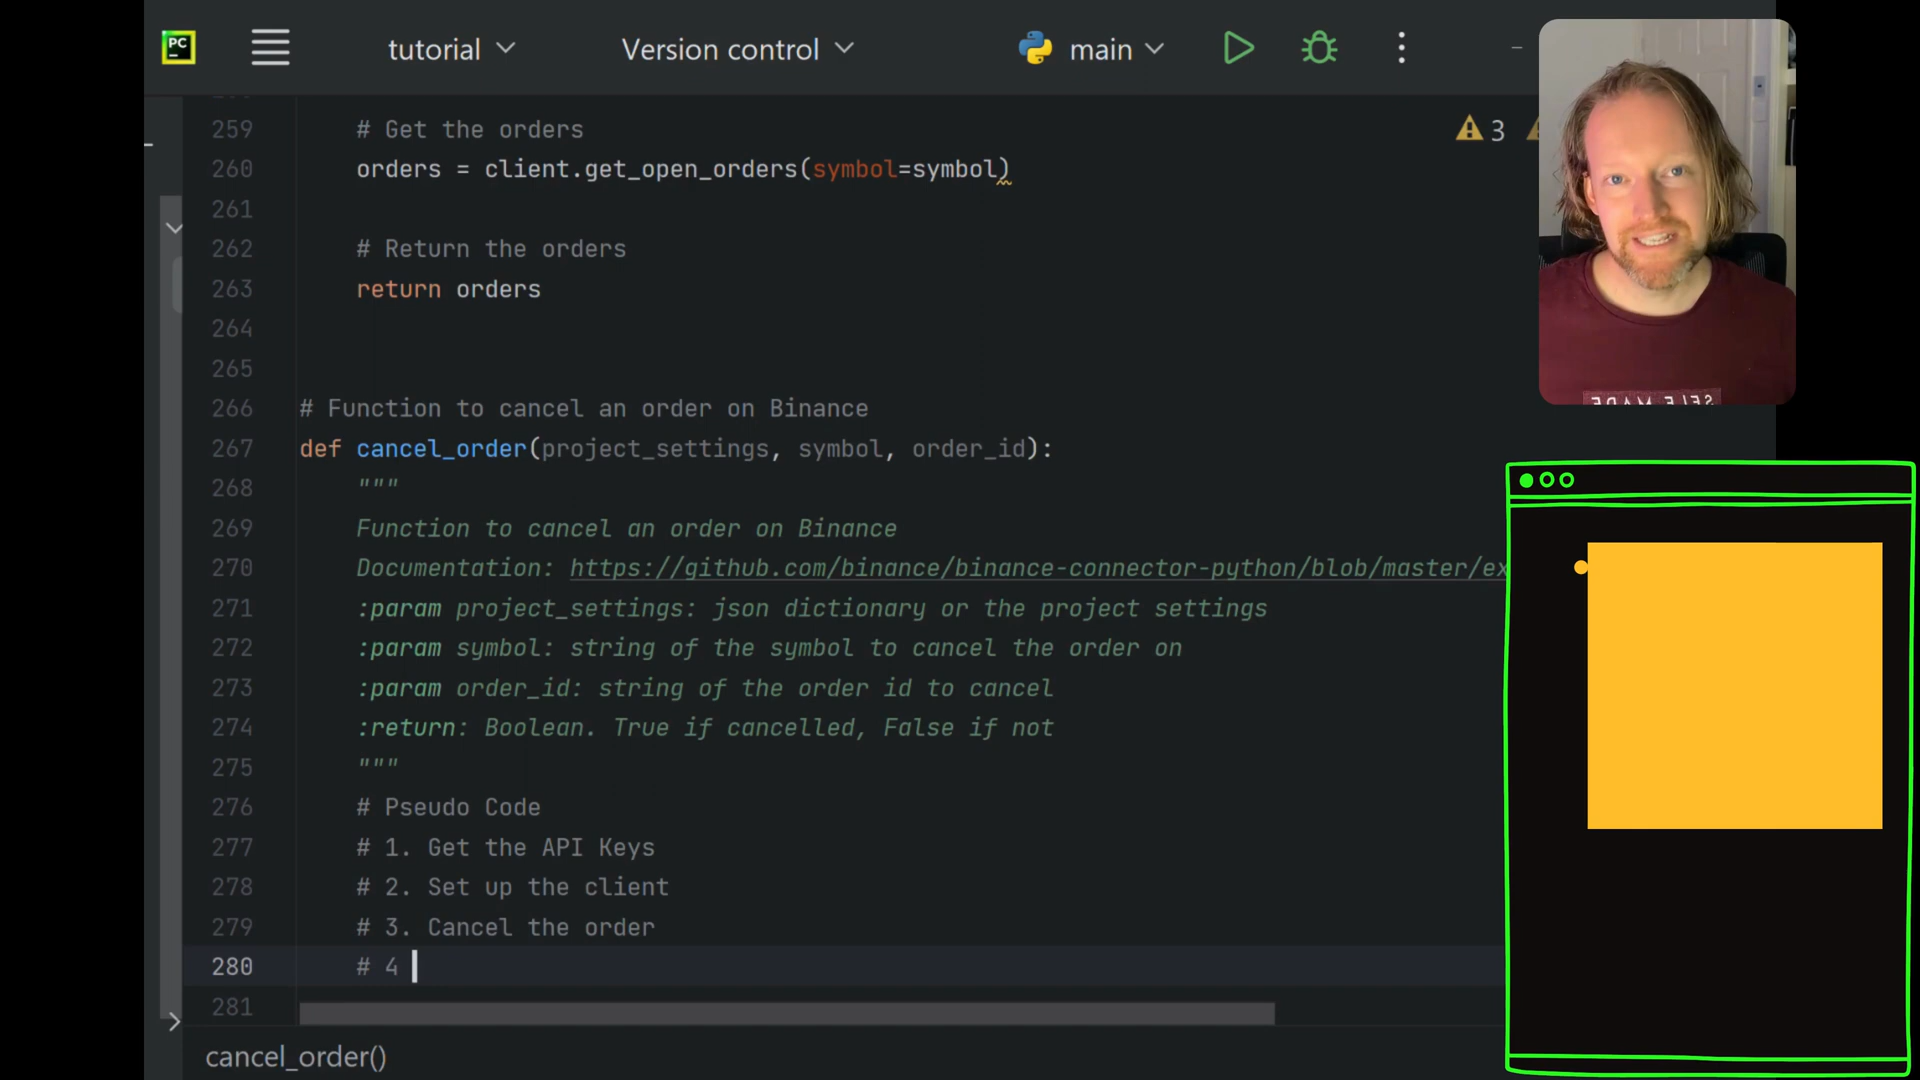 PC
tutorial
Version control
main
259
# Get the orders
3
260
orders = client.get_open_orders(symbol=symbol)
261
262
# Return the orders
263
return orders
264
265
266
# Function to cancel an order on Binance
267
def cancel_order(project_settings, symbol, order_id):
268
"""
269
Function to cancel an order on Binance
270
Documentation: https://github.com/binance/binance-connector-python/blob/master/ex
271
:param project_settings: json dictionary or the project settings
272
:param symbol: string of the symbol to cancel the order on
273
:param order_id: string of the order id to cancel
274
:return: Boolean. True if cancelled, False if not
275
"""
276
# Pseudo Code
277
# 1. Get the API Keys
278
# 2. Set up the client
279
# 3. Cancel the order
280
# 4
281
cancel_order()
SELF MADE